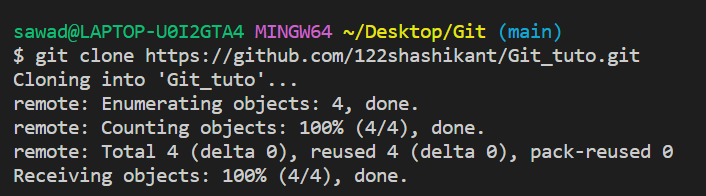 sawad@LAPTOP-U0I2GTA4 MINGW64 ~/Desktop/Git (main)
$ git clone https://github.com/122shashikant/Git_tuto.git
Cloning into 'Git_tuto'...
remote: Enumerating objects: 4, done.
remote: Counting objects: 100% (4/4), done.
remote: Total 4 (delta 0), reused 4 (delta 0), pack-reused 0
Receiving objects: 100% (4/4), done.